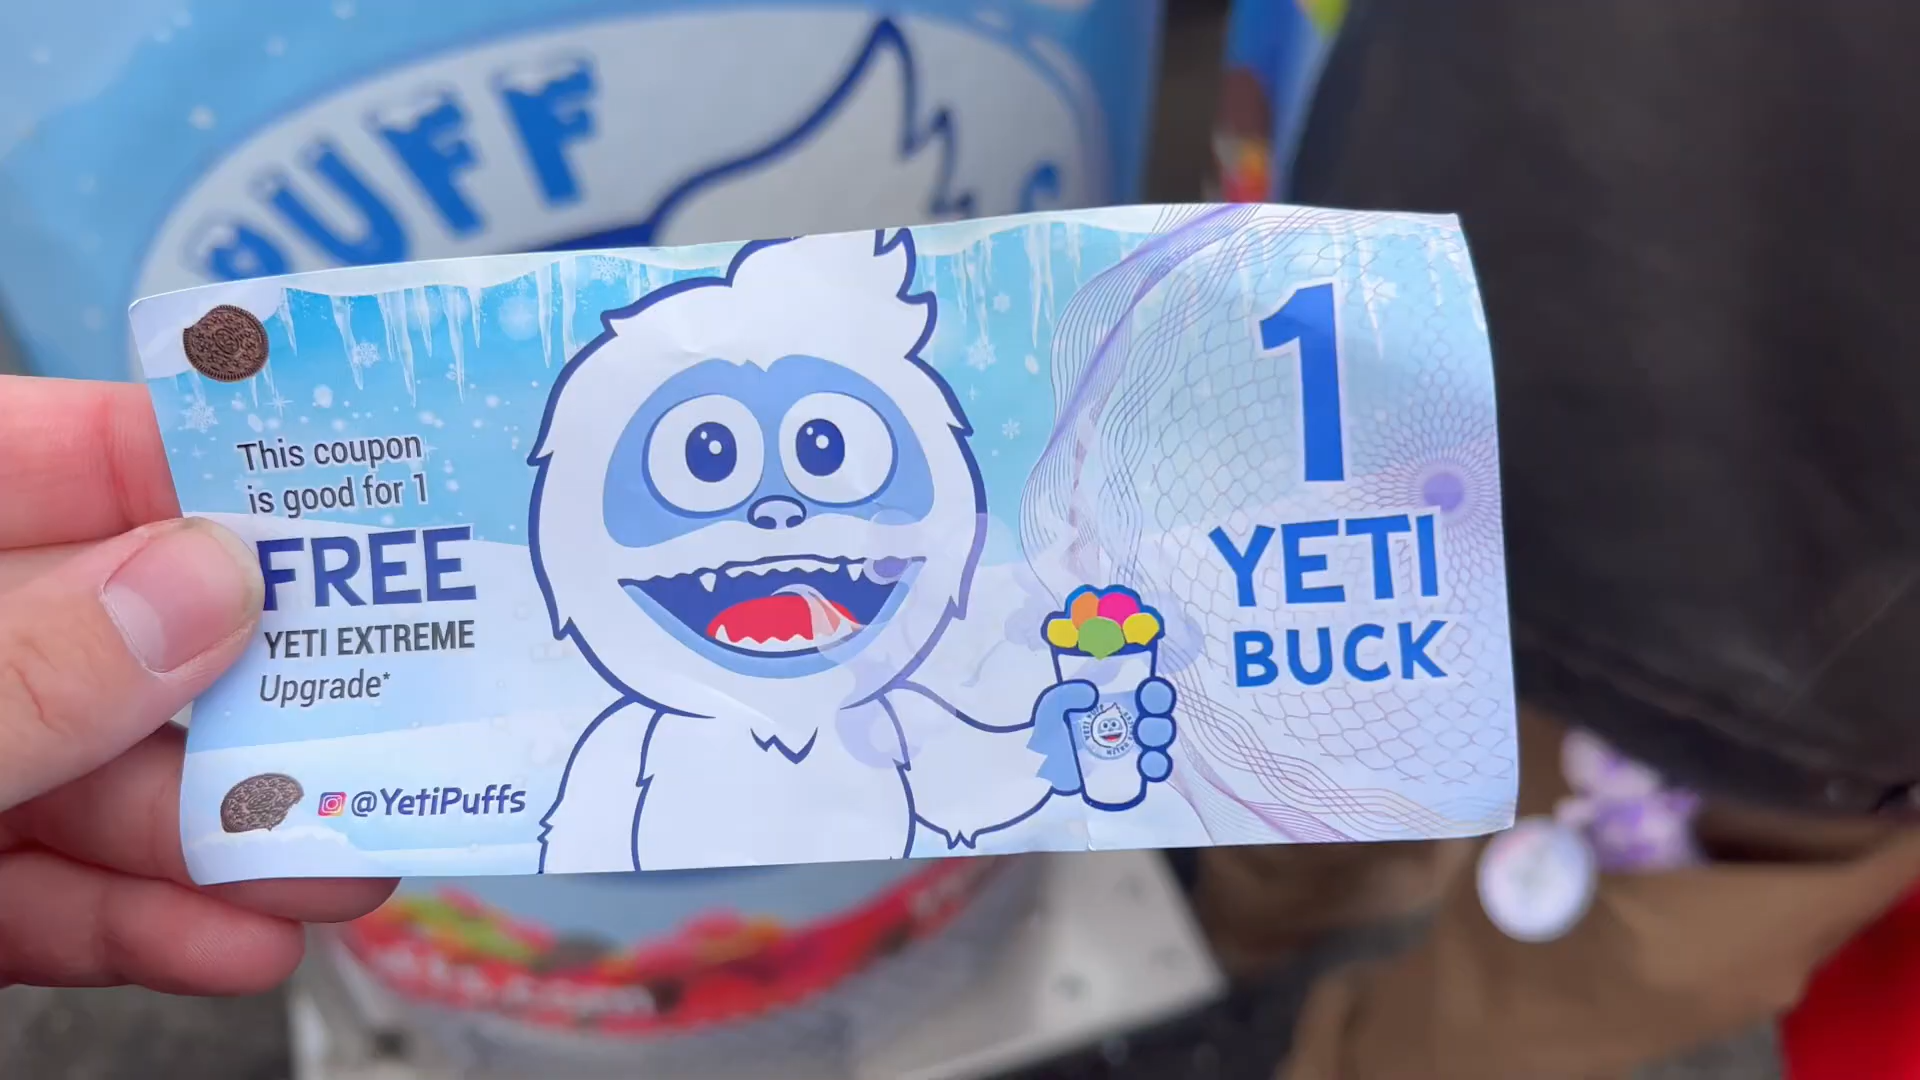 PUFF
This coupon
is good for 1
FREE
YETI EXTREME
Upgrade*
@YetiPuffs
1
YETI
BUCK